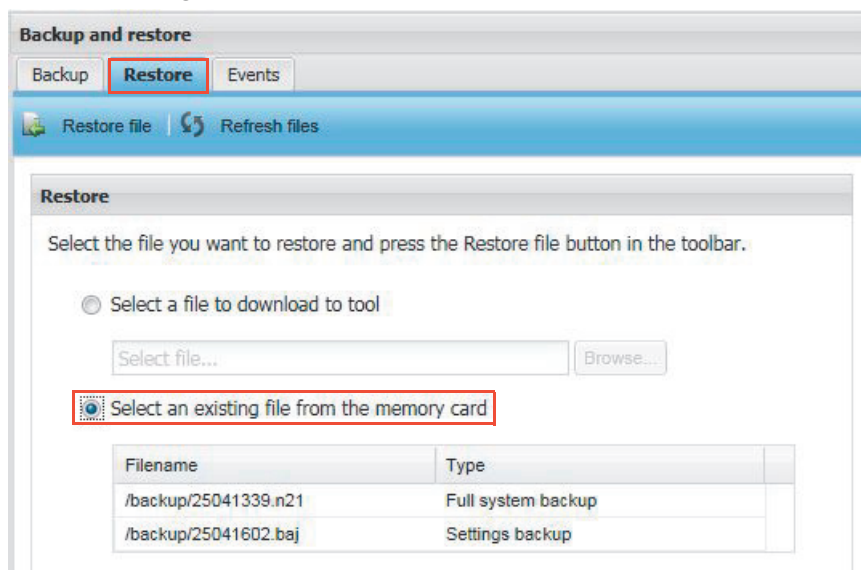 Backup and restore
Backup Restore Events
Restore file Refresh files
Restore
Select the file you want to restore and press the Restore file button in the toolbar.
Select a file to download to tool
Select file... Browse...
Select an existing file from the memory card
Filename Type
/backup/25041339.n21 Full system backup
/backup/25041602.baj Settings backup